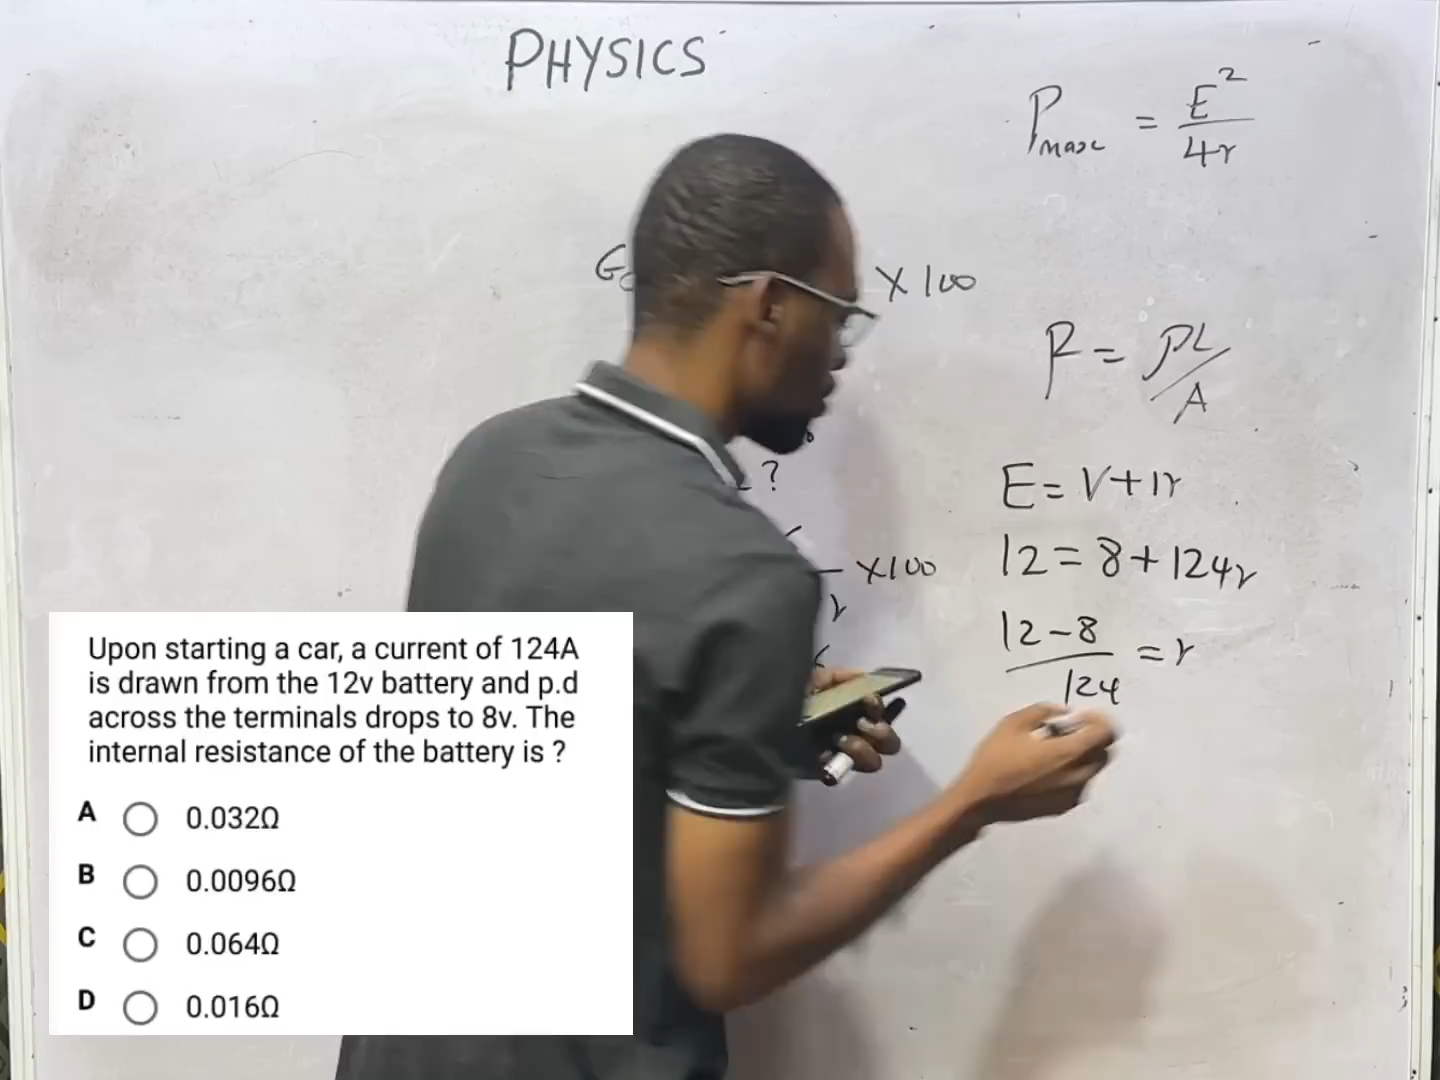 PHYSICS
Pmax = E²/4r
X 100
R = ρL/A
?
E = V + Ir
X100
12 = 8 + 124r
r
12 - 8 / 124 = r
Upon starting a car, a current of 124A
is drawn from the 12v battery and p.d
across the terminals drops to 8v. The
internal resistance of the battery is ?
A 0.032Ω
B 0.0096Ω
C 0.064Ω
D 0.016Ω